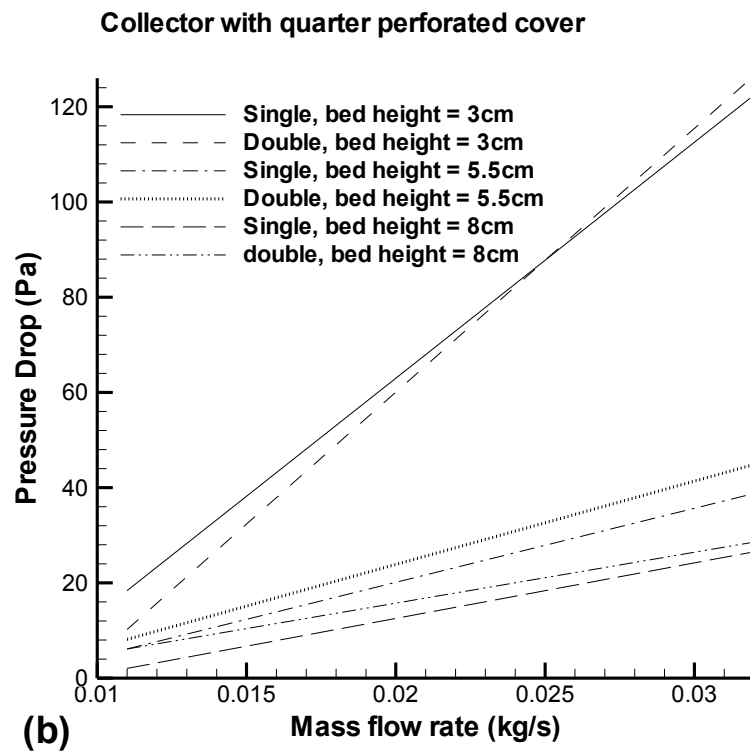 Collector with quarter perforated cover
Single, bed height = 3cm
Double, bed height = 3cm
Single, bed height = 5.5cm
Double, bed height = 5.5cm
Single, bed height = 8cm
double, bed height = 8cm
Pressure Drop (Pa)
120
100
80
60
40
20
0
0.01 0.015 0.02 0.025 0.03
Mass flow rate (kg/s)
(b)